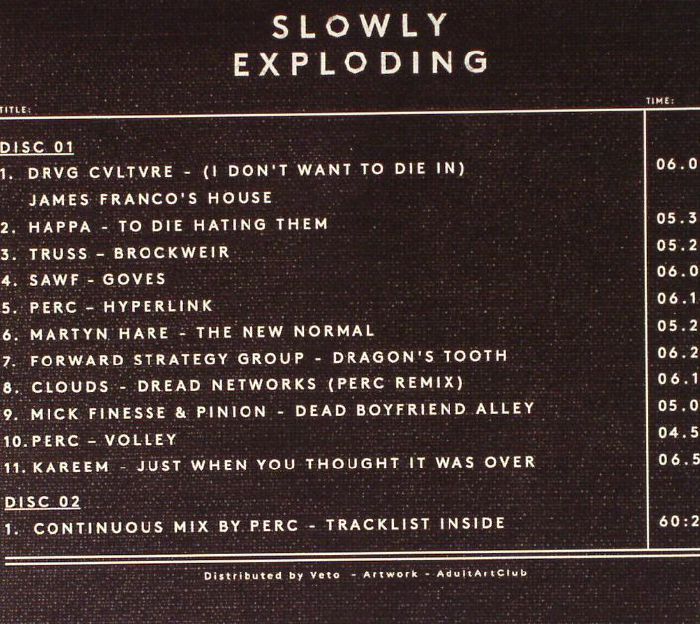 SLOWLY
EXPLODING
TITLE: TIME:
DISC 01
1. DRVG CVLTVRE - (I DON'T WANT TO DIE IN) 06.0
JAMES FRANCO'S HOUSE
2. HAPPA - TO DIE HATING THEM 05.3
3. TRUSS – BROCKWEIR 05.2
4. SAWF - GOVES 06.0
5. PERC – HYPERLINK 06.1
6. MARTYN HARE - THE NEW NORMAL 05.2
7. FORWARD STRATEGY GROUP - DRAGON'S TOOTH 06.2
8. CLOUDS - DREAD NETWORKS (PERC REMIX) 06.1
9. MICK FINESSE & PINION - DEAD BOYFRIEND ALLEY 05.0
10. PERC – VOLLEY 04.5
11. KAREEM - JUST WHEN YOU THOUGHT IT WAS OVER 06.5
DISC 02
1. CONTINUOUS MIX BY PERC - TRACKLIST INSIDE 60:2
Distributed by Veto - Artwork - AdultArtClub